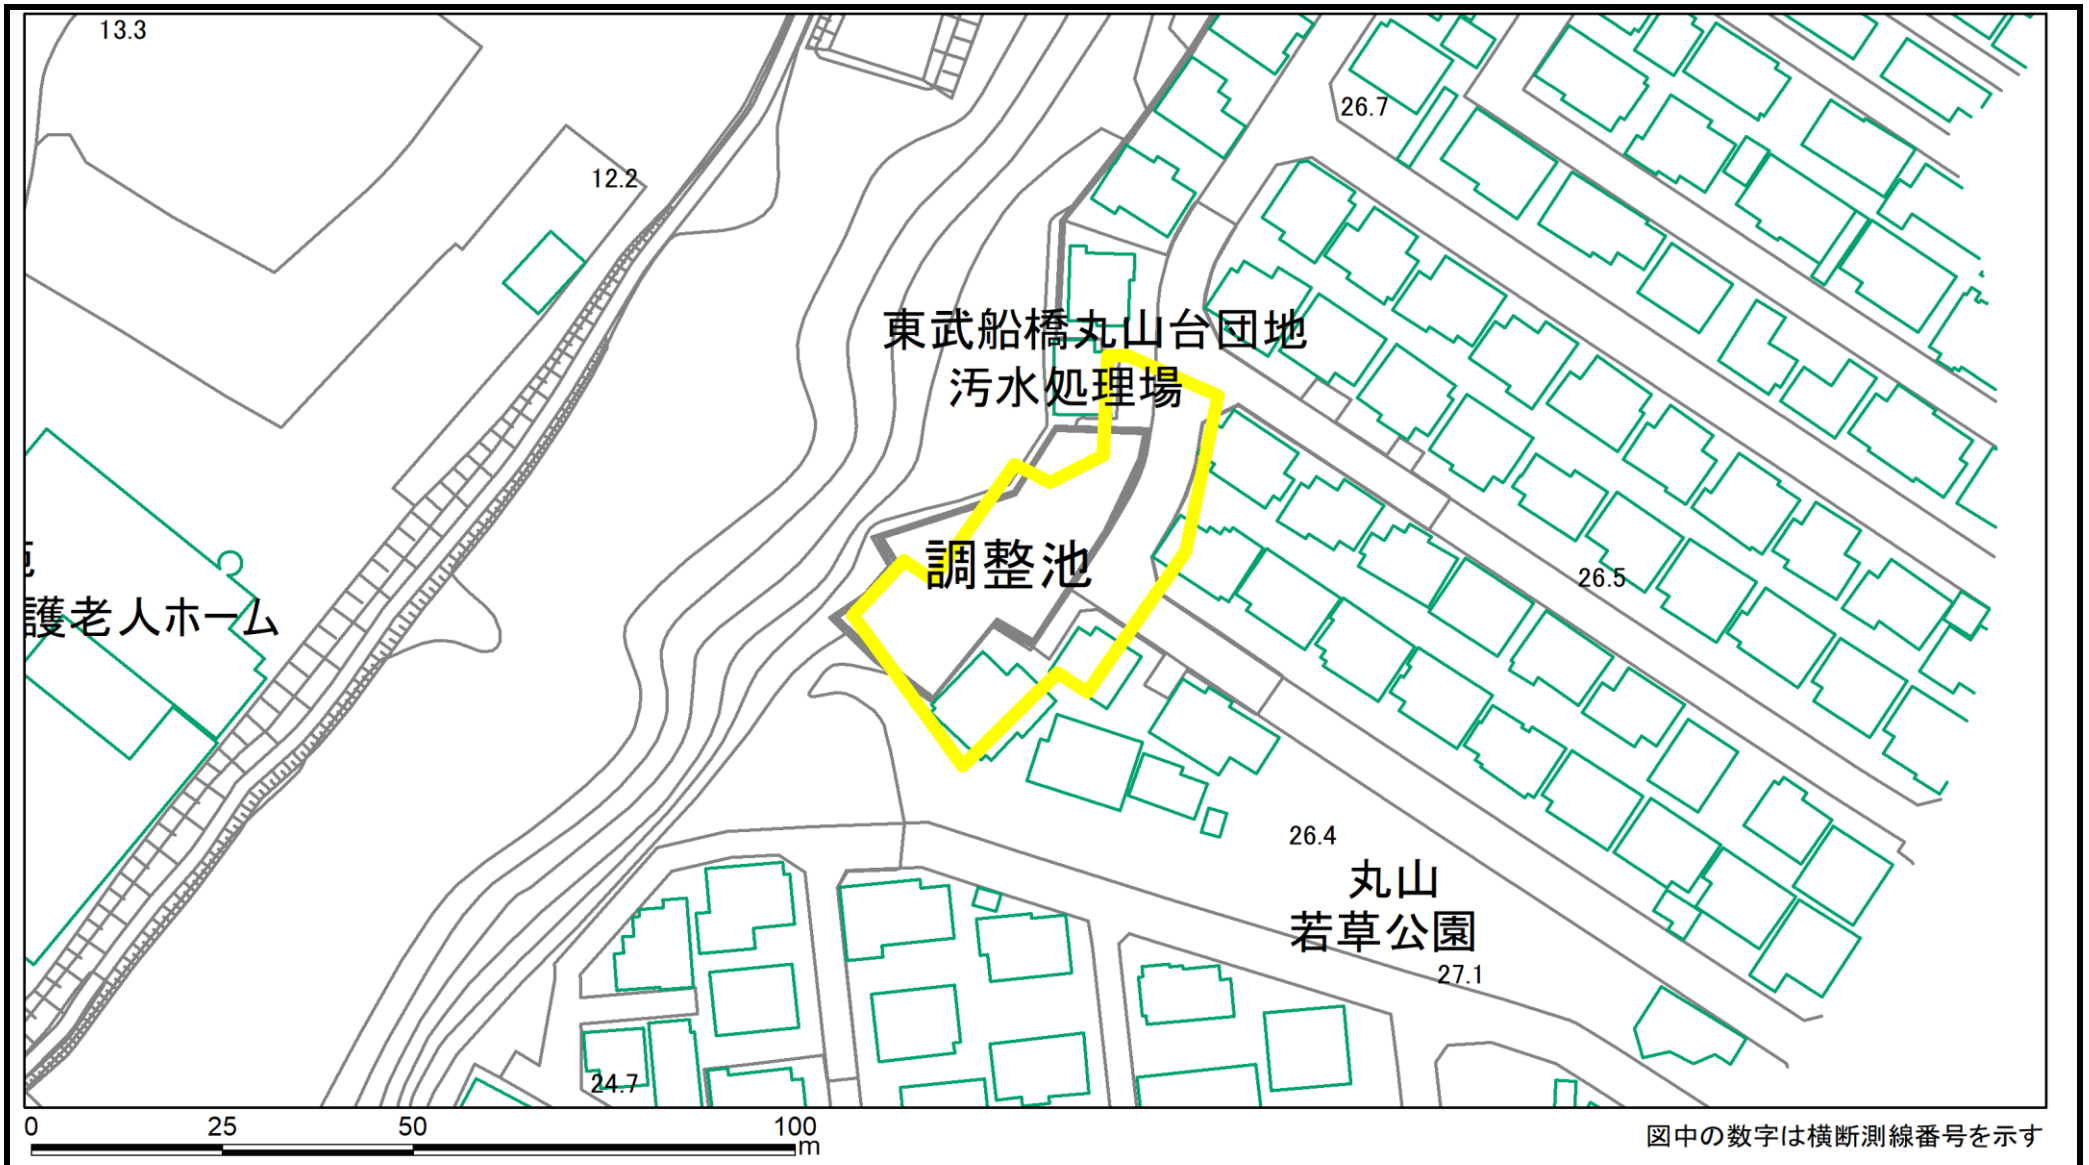 13.3
26.7
12.2
東武船橋丸山台団地
汚水処理場
調整池
26.5
護老人ホーム
26.4
丸山
若草公園
27.1
24.7
0 25 50 100
m
図中の数字は横断測線番号を示す